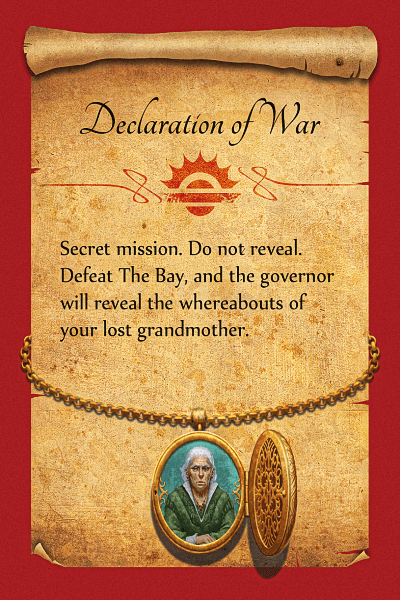 Declaration of War
Secret mission. Do not reveal.
Defeat The Bay, and the governor
will reveal the whereabouts of
your lost grandmother.